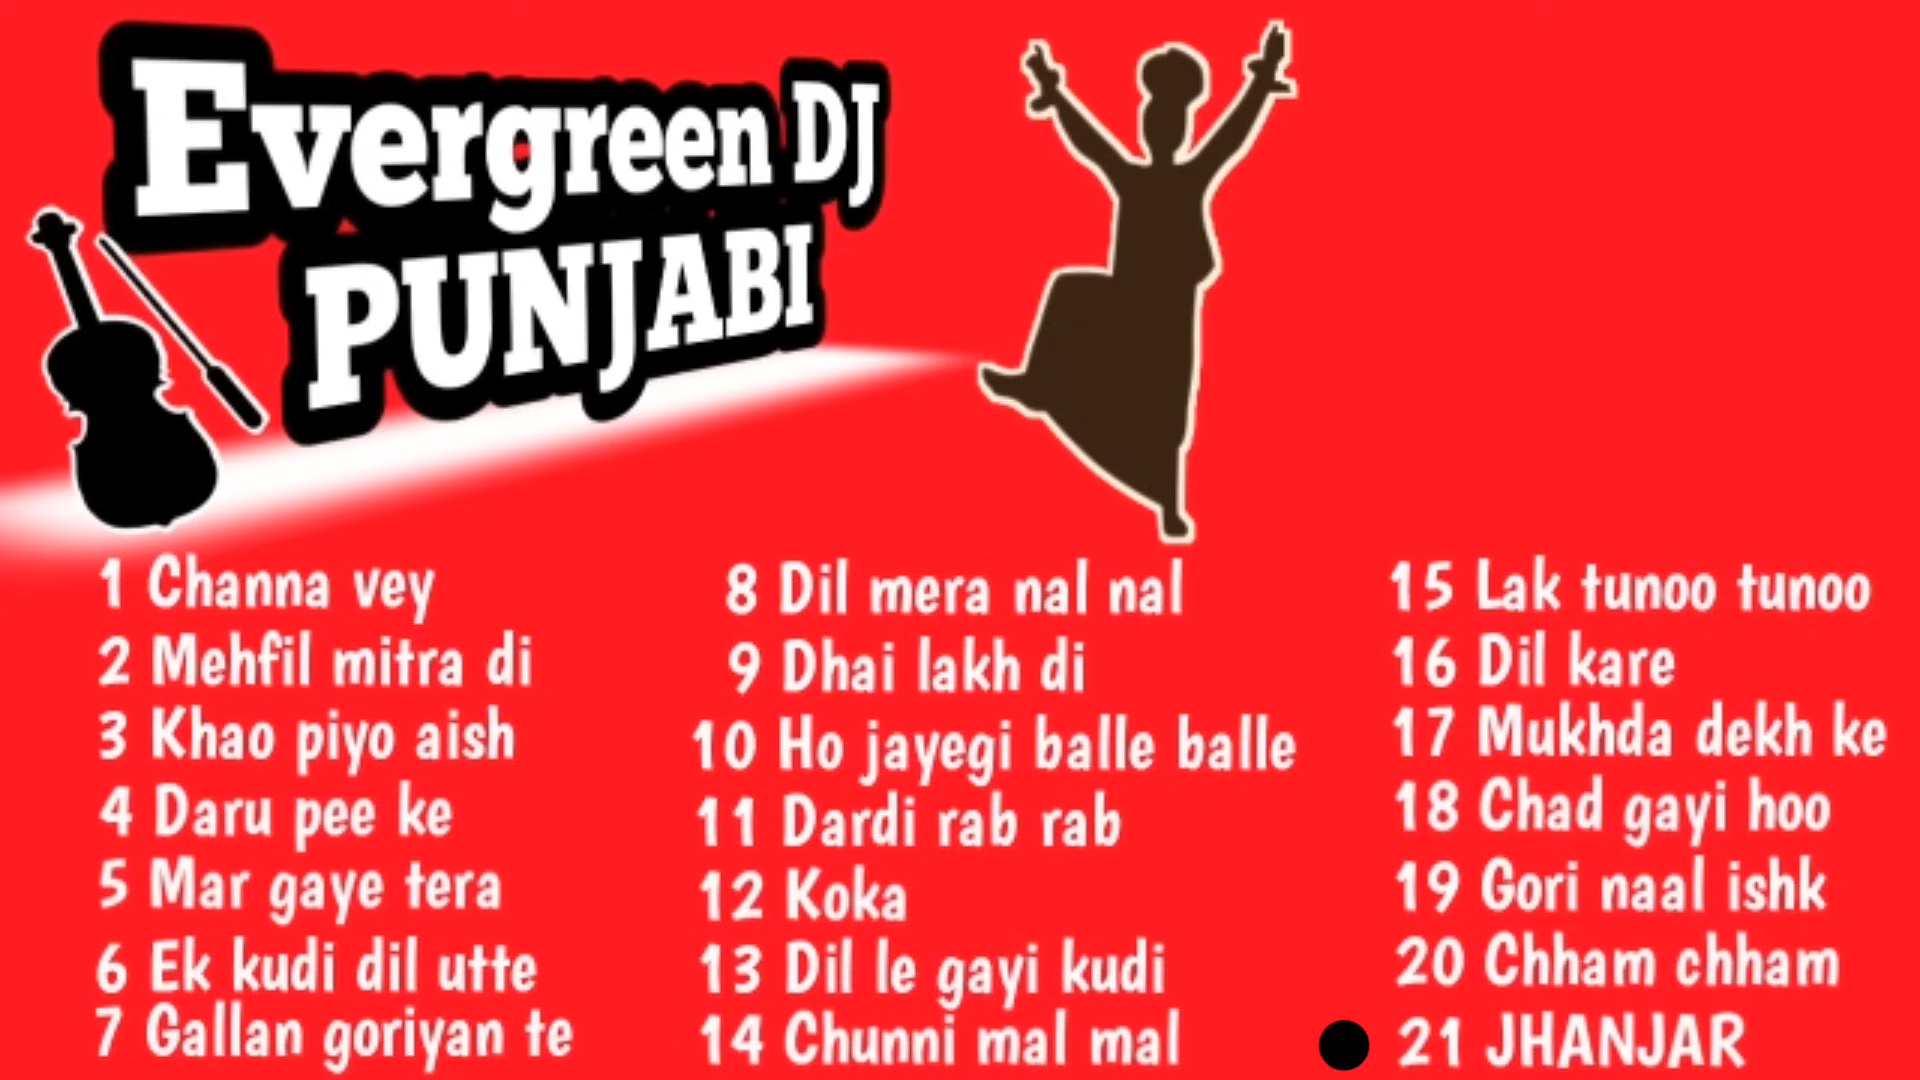 Evergreen DJ
PUNJABI
1 Channa vey
2 Mehfil mitra di
3 Khao piyo aish
4 Daru pee ke
5 Mar gaye tera
6 Ek kudi dil utte
7 Gallan goriyan te
8 Dil mera nal nal
9 Dhai lakh di
10 Ho jayegi balle balle
11 Dardi rab rab
12 Koka
13 Dil le gayi kudi
14 Chunni mal mal
15 Lak tunoo tunoo
16 Dil kare
17 Mukhda dekh ke
18 Chad gayi hoo
19 Gori naal ishk
20 Chham chham
21 JHANJAR